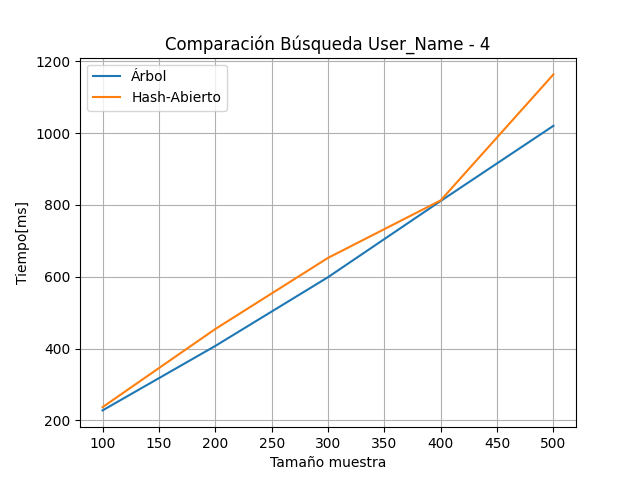 Comparación Búsqueda User_Name - 4
Árbol
Hash-Abierto
Tiempo[ms]
1200
1000
800
600
400
200
100 150 200 250 300 350 400 450 500
Tamaño muestra